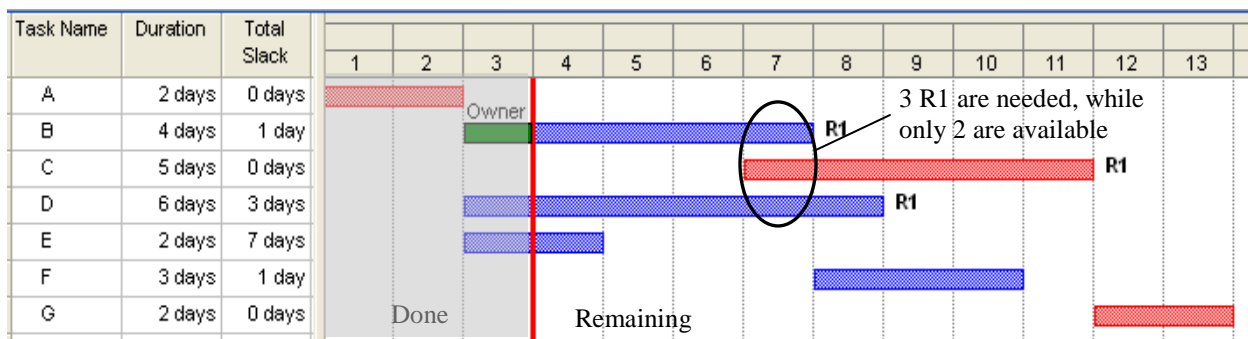 Task Name Duration Total Slack
1 2 3 4 5 6 7 8 9 10 11 12 13
A 2 days 0 days
Owner
3 R1 are needed, while
only 2 are available
B 4 days 1 day R1
C 5 days 0 days R1
D 6 days 3 days R1
E 2 days 7 days
F 3 days 1 day
G 2 days 0 days
Done Remaining